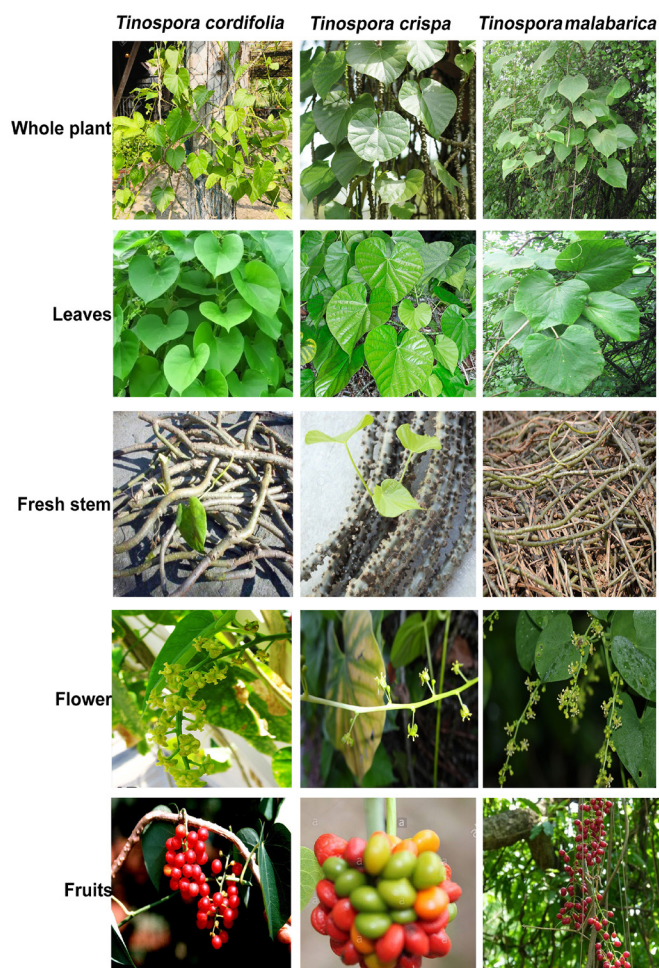 Tinospora cordifolia
Tinospora crispa
Tinospora malabarica
Whole plant
Leaves
Fresh stem
Flower
Fruits
a
a
a
a
a
a